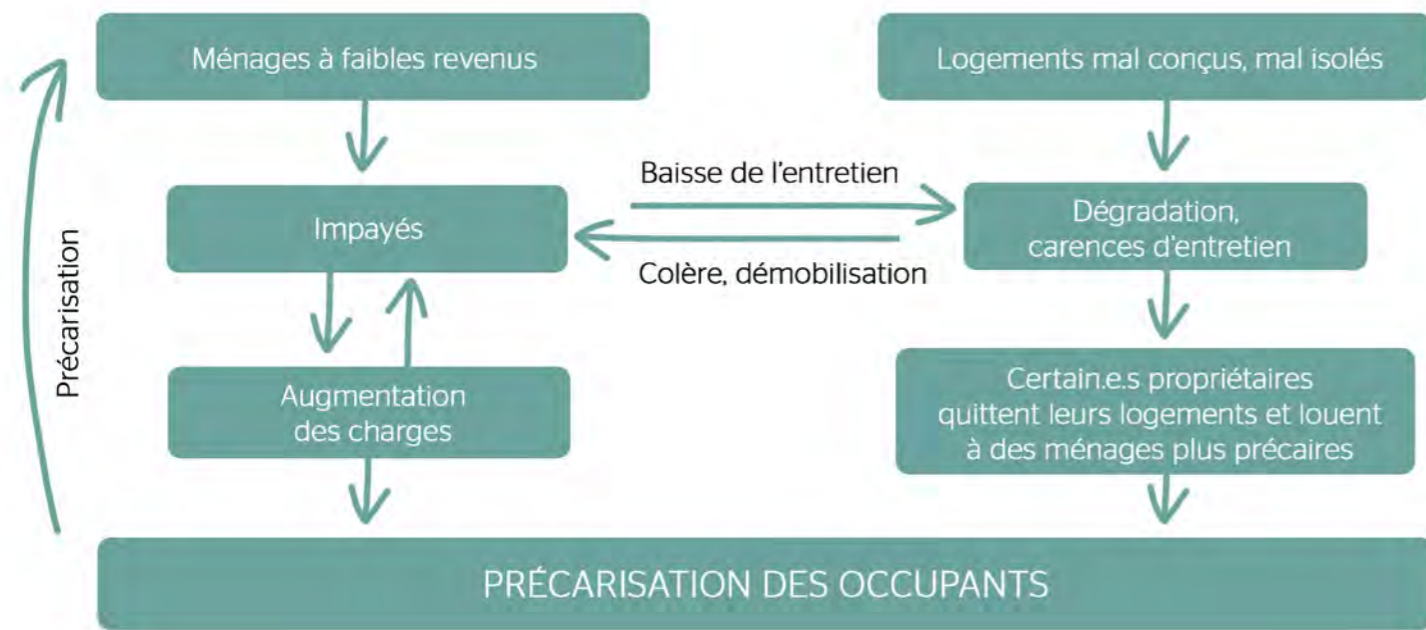 Ménages à faibles revenus
Logements mal conçus, mal isolés
Baisse de l'entretien
Impayés
Dégradation,
carences d'entretien
Colère, démobilisation
Précarisation
Augmentation
des charges
Certain.e.s propriétaires
quittent leurs logements et louent
à des ménages plus précaires
PRÉCARISATION DES OCCUPANTS